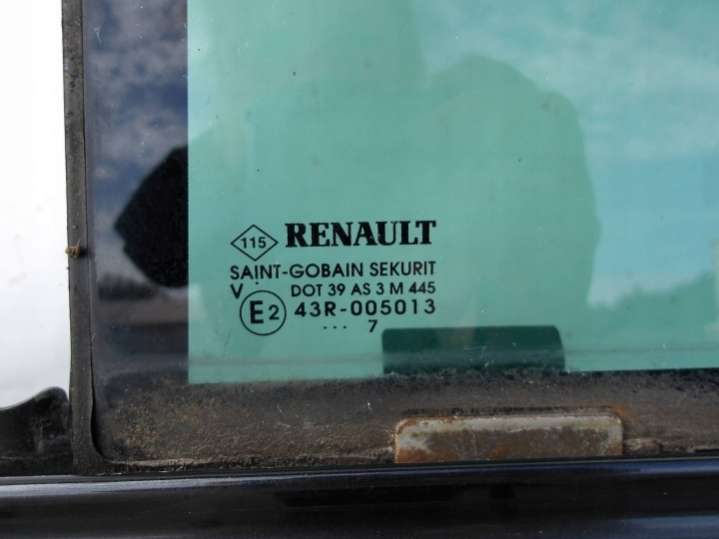 115 RENAULT
SAINT-GOBAIN SEKURIT
V DOT 39 AS 3 M 445
E2 43R-005013
... 7